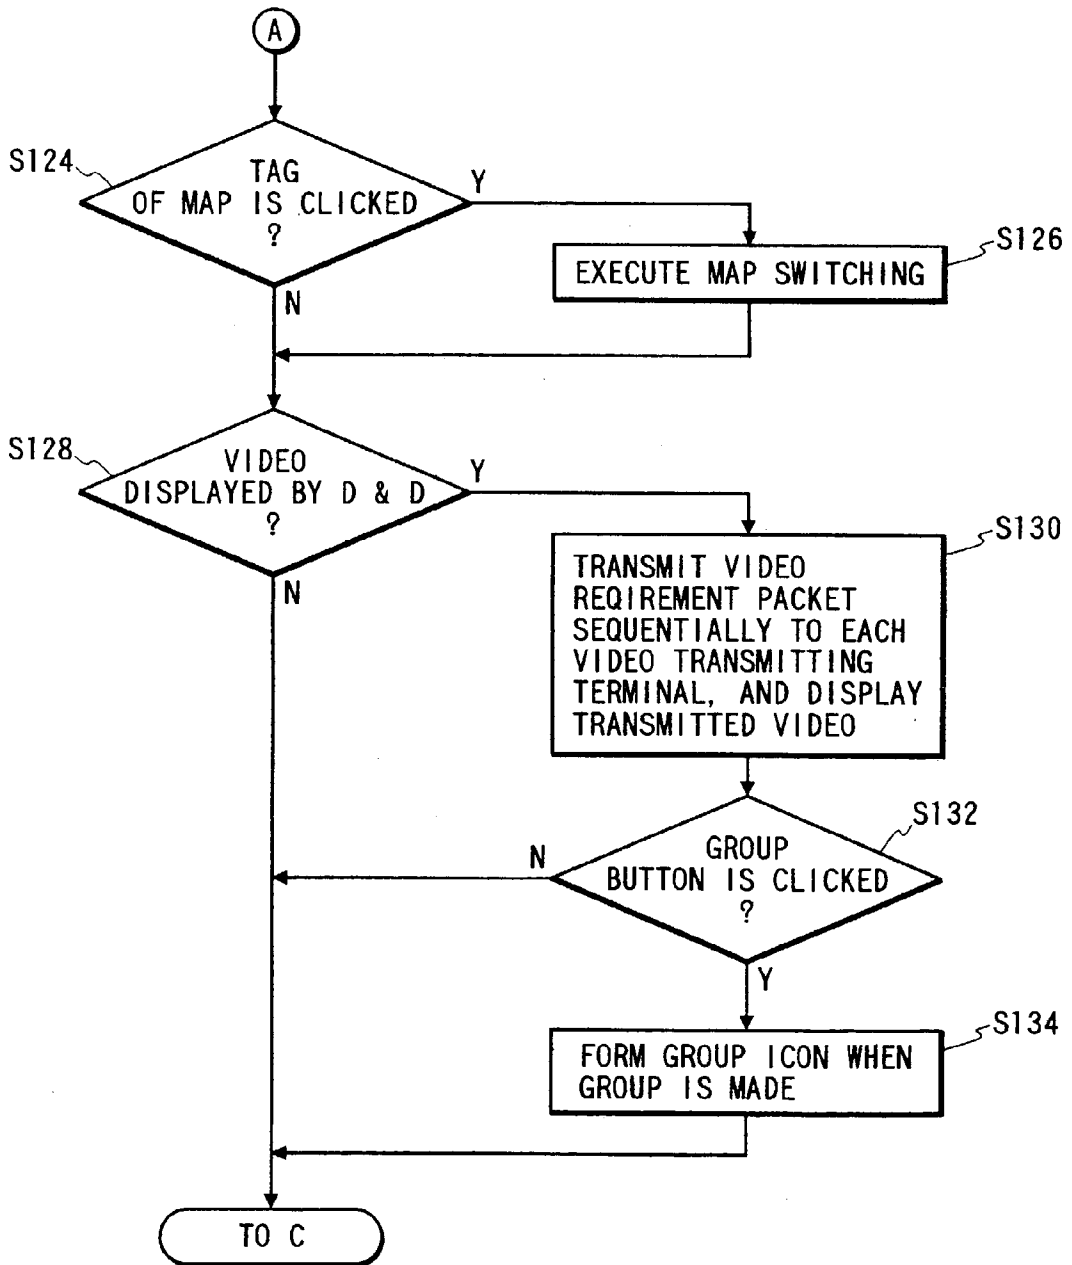 A
S124
TAG
OF MAP IS CLICKED
?
Y
N
S126
EXECUTE MAP SWITCHING
S128
VIDEO
DISPLAYED BY D & D
?
Y
N
S130
TRANSMIT VIDEO
REQIREMENT PACKET
SEQUENTIALLY TO EACH
VIDEO TRANSMITTING
TERMINAL, AND DISPLAY
TRANSMITTED VIDEO
S132
GROUP
BUTTON IS CLICKED
?
N
Y
S134
FORM GROUP ICON WHEN
GROUP IS MADE
TO C